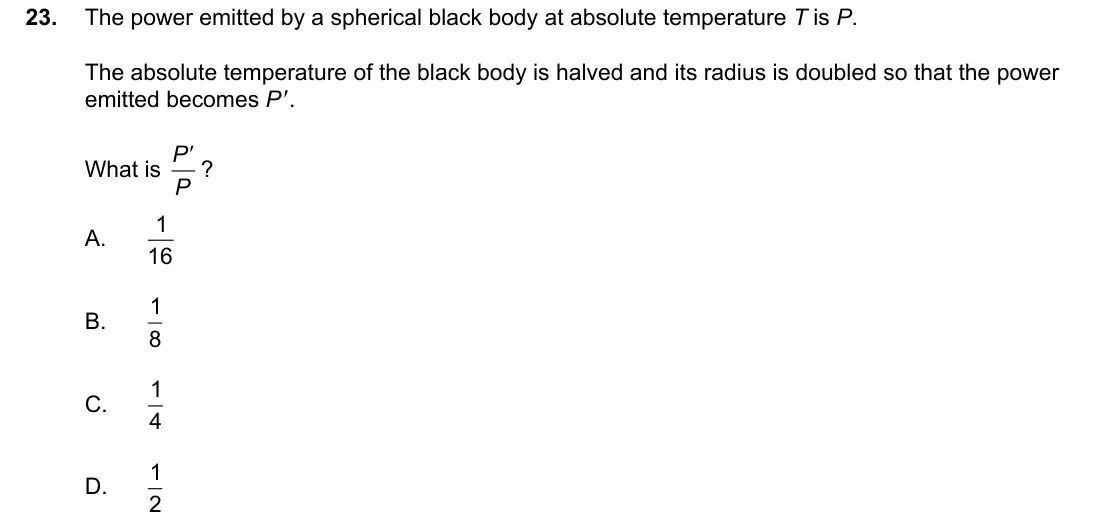 23. The power emitted by a spherical black body at absolute temperature T is P.
The absolute temperature of the black body is halved and its radius is doubled so that the power
emitted becomes P′.
What is P′/P ?
A. 1/16
B. 1/8
C. 1/4
D. 1/2